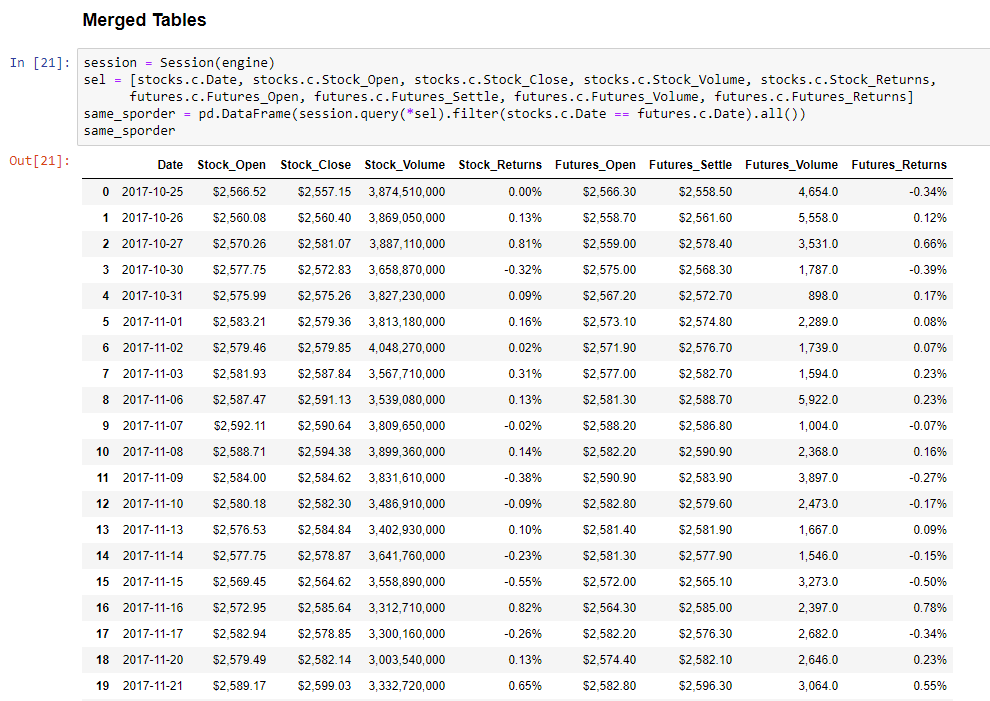 Merged Tables
In [21]: session = Session(engine)
sel = [stocks.c.Date, stocks.c.Stock_Open, stocks.c.Stock_Close, stocks.c.Stock_Volume, stocks.c.Stock_Returns,
futures.c.Futures_Open, futures.c.Futures_Settle, futures.c.Futures_Volume, futures.c.Futures_Returns]
same_sporder = pd.DataFrame(session.query(*sel).filter(stocks.c.Date == futures.c.Date).all())
same_sporder
Out[21]:
Date Stock_Open Stock_Close Stock_Volume Stock_Returns Futures_Open Futures_Settle Futures_Volume Futures_Returns
0 2017-10-25 $2,566.52 $2,557.15 3,874,510,000 0.00% $2,566.30 $2,558.50 4,654.0 -0.34%
1 2017-10-26 $2,560.08 $2,560.40 3,869,050,000 0.13% $2,558.70 $2,561.60 5,558.0 0.12%
2 2017-10-27 $2,570.26 $2,581.07 3,887,110,000 0.81% $2,559.00 $2,578.40 3,531.0 0.66%
3 2017-10-30 $2,577.75 $2,572.83 3,658,870,000 -0.32% $2,575.00 $2,568.30 1,787.0 -0.39%
4 2017-10-31 $2,575.99 $2,575.26 3,827,230,000 0.09% $2,567.20 $2,572.70 898.0 0.17%
5 2017-11-01 $2,583.21 $2,579.36 3,813,180,000 0.16% $2,573.10 $2,574.80 2,289.0 0.08%
6 2017-11-02 $2,579.46 $2,579.85 4,048,270,000 0.02% $2,571.90 $2,576.70 1,739.0 0.07%
7 2017-11-03 $2,581.93 $2,587.84 3,567,710,000 0.31% $2,577.00 $2,582.70 1,594.0 0.23%
8 2017-11-06 $2,587.47 $2,591.13 3,539,080,000 0.13% $2,581.30 $2,588.70 5,922.0 0.23%
9 2017-11-07 $2,592.11 $2,590.64 3,809,650,000 -0.02% $2,588.20 $2,586.80 1,004.0 -0.07%
10 2017-11-08 $2,588.71 $2,594.38 3,899,360,000 0.14% $2,582.20 $2,590.90 2,368.0 0.16%
11 2017-11-09 $2,584.00 $2,584.62 3,831,610,000 -0.38% $2,590.90 $2,583.90 3,897.0 -0.27%
12 2017-11-10 $2,580.18 $2,582.30 3,486,910,000 -0.09% $2,582.80 $2,579.60 2,473.0 -0.17%
13 2017-11-13 $2,576.53 $2,584.84 3,402,930,000 0.10% $2,581.40 $2,581.90 1,667.0 0.09%
14 2017-11-14 $2,577.75 $2,578.87 3,641,760,000 -0.23% $2,581.30 $2,577.90 1,546.0 -0.15%
15 2017-11-15 $2,569.45 $2,564.62 3,558,890,000 -0.55% $2,572.00 $2,565.10 3,273.0 -0.50%
16 2017-11-16 $2,572.95 $2,585.64 3,312,710,000 0.82% $2,564.30 $2,585.00 2,397.0 0.78%
17 2017-11-17 $2,582.94 $2,578.85 3,300,160,000 -0.26% $2,582.20 $2,576.30 2,682.0 -0.34%
18 2017-11-20 $2,579.49 $2,582.14 3,003,540,000 0.13% $2,574.40 $2,582.10 2,646.0 0.23%
19 2017-11-21 $2,589.17 $2,599.03 3,332,720,000 0.65% $2,582.80 $2,596.30 3,064.0 0.55%